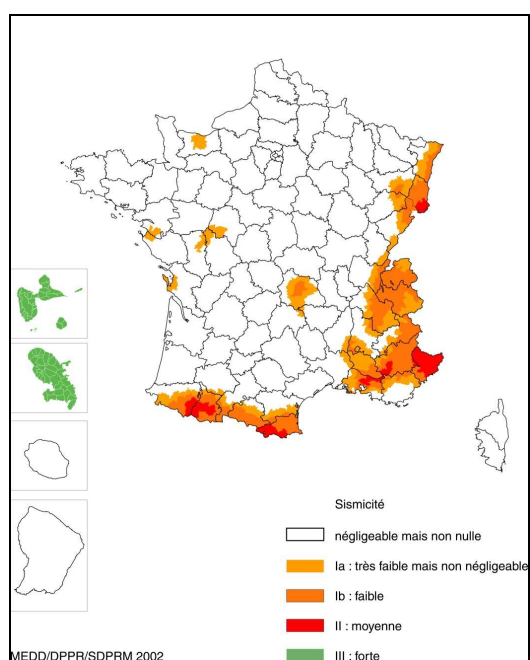 Sismicité
négligeable mais non nulle
Ia : très faible mais non négligeable
Ib : faible
II : moyenne
III : forte
MEDD/DPPR/SDPRM 2002